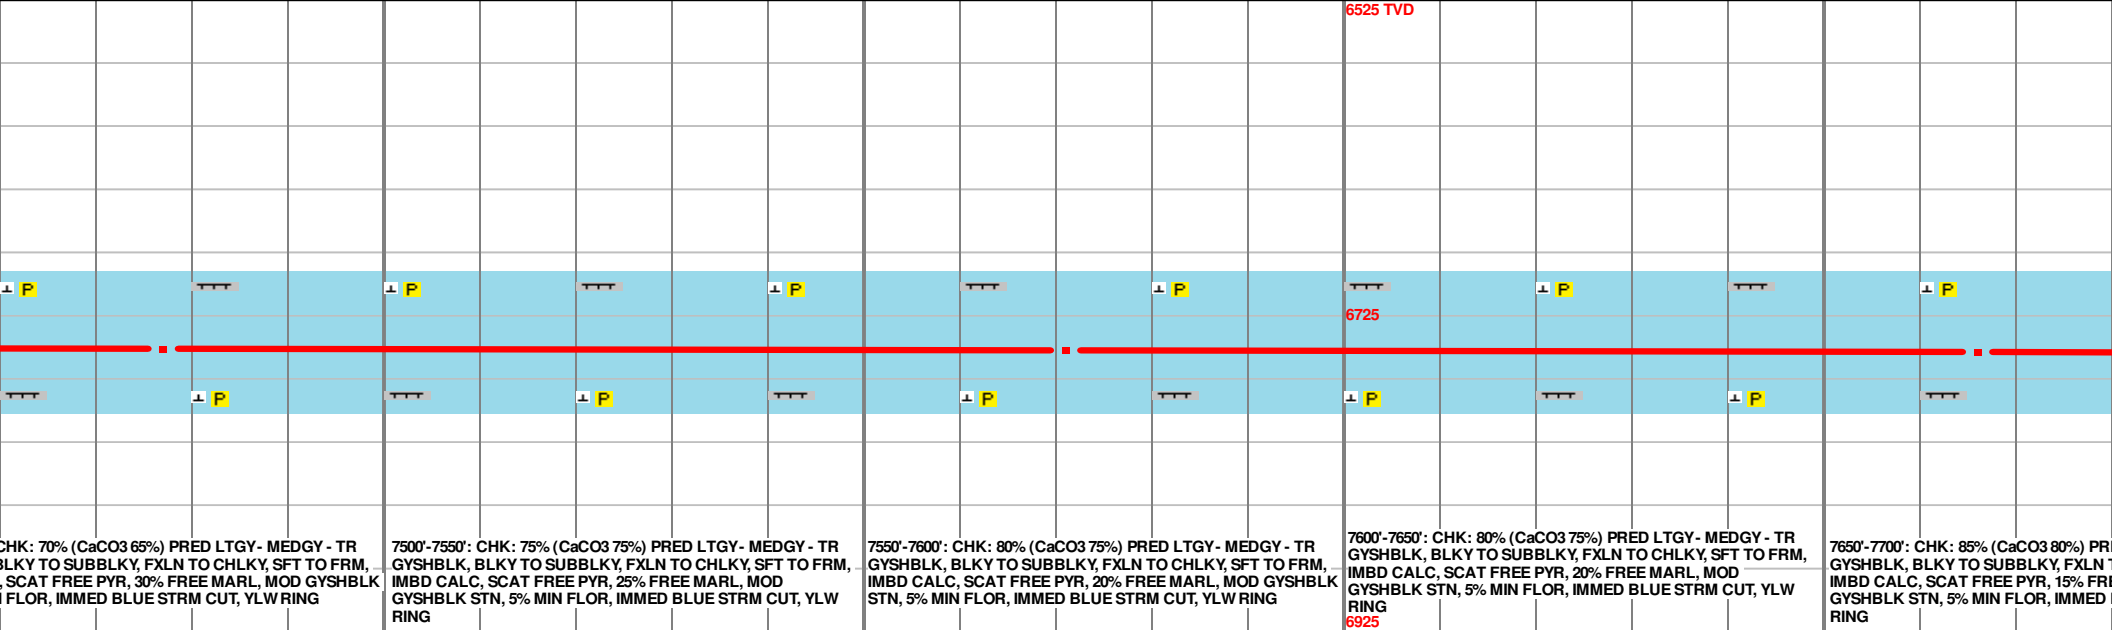 6525 TVD
P
P
P
P
P
P
6725
P
P
P
P
P
CHK: 70% (CaCO3 65%) PRED LTGY - MEDGY - TR
BLKY TO SUBBLKY, FXLN TO CHLKY, SFT TO FRM,
, SCAT FREE PYR, 30% FREE MARL, MOD GYSHBLK
FLOR, IMMED BLUE STRM CUT, YLW RING
7500'-7550': CHK: 75% (CaCO3 75%) PRED LTGY - MEDGY - TR
GYSHBLK, BLKY TO SUBBLKY, FXLN TO CHLKY, SFT TO FRM,
IMBD CALC, SCAT FREE PYR, 25% FREE MARL, MOD
GYSHBLK STN, 5% MIN FLOR, IMMED BLUE STRM CUT, YLW
RING
7550'-7600': CHK: 80% (CaCO3 75%) PRED LTGY - MEDGY - TR
GYSHBLK, BLKY TO SUBBLKY, FXLN TO CHLKY, SFT TO FRM,
IMBD CALC, SCAT FREE PYR, 20% FREE MARL, MOD GYSHBLK
STN, 5% MIN FLOR, IMMED BLUE STRM CUT, YLW RING
7600'-7650': CHK: 80% (CaCO3 75%) PRED LTGY - MEDGY - TR
GYSHBLK, BLKY TO SUBBLKY, FXLN TO CHLKY, SFT TO FRM,
IMBD CALC, SCAT FREE PYR, 20% FREE MARL, MOD
GYSHBLK STN, 5% MIN FLOR, IMMED BLUE STRM CUT, YLW
RING
6925
7650'-7700': CHK: 85% (CaCO3 80%) PR
GYSHBLK, BLKY TO SUBBLKY, FXLN
IMBD CALC, SCAT FREE PYR, 15% FRE
GYSHBLK STN, 5% MIN FLOR, IMMED
RING